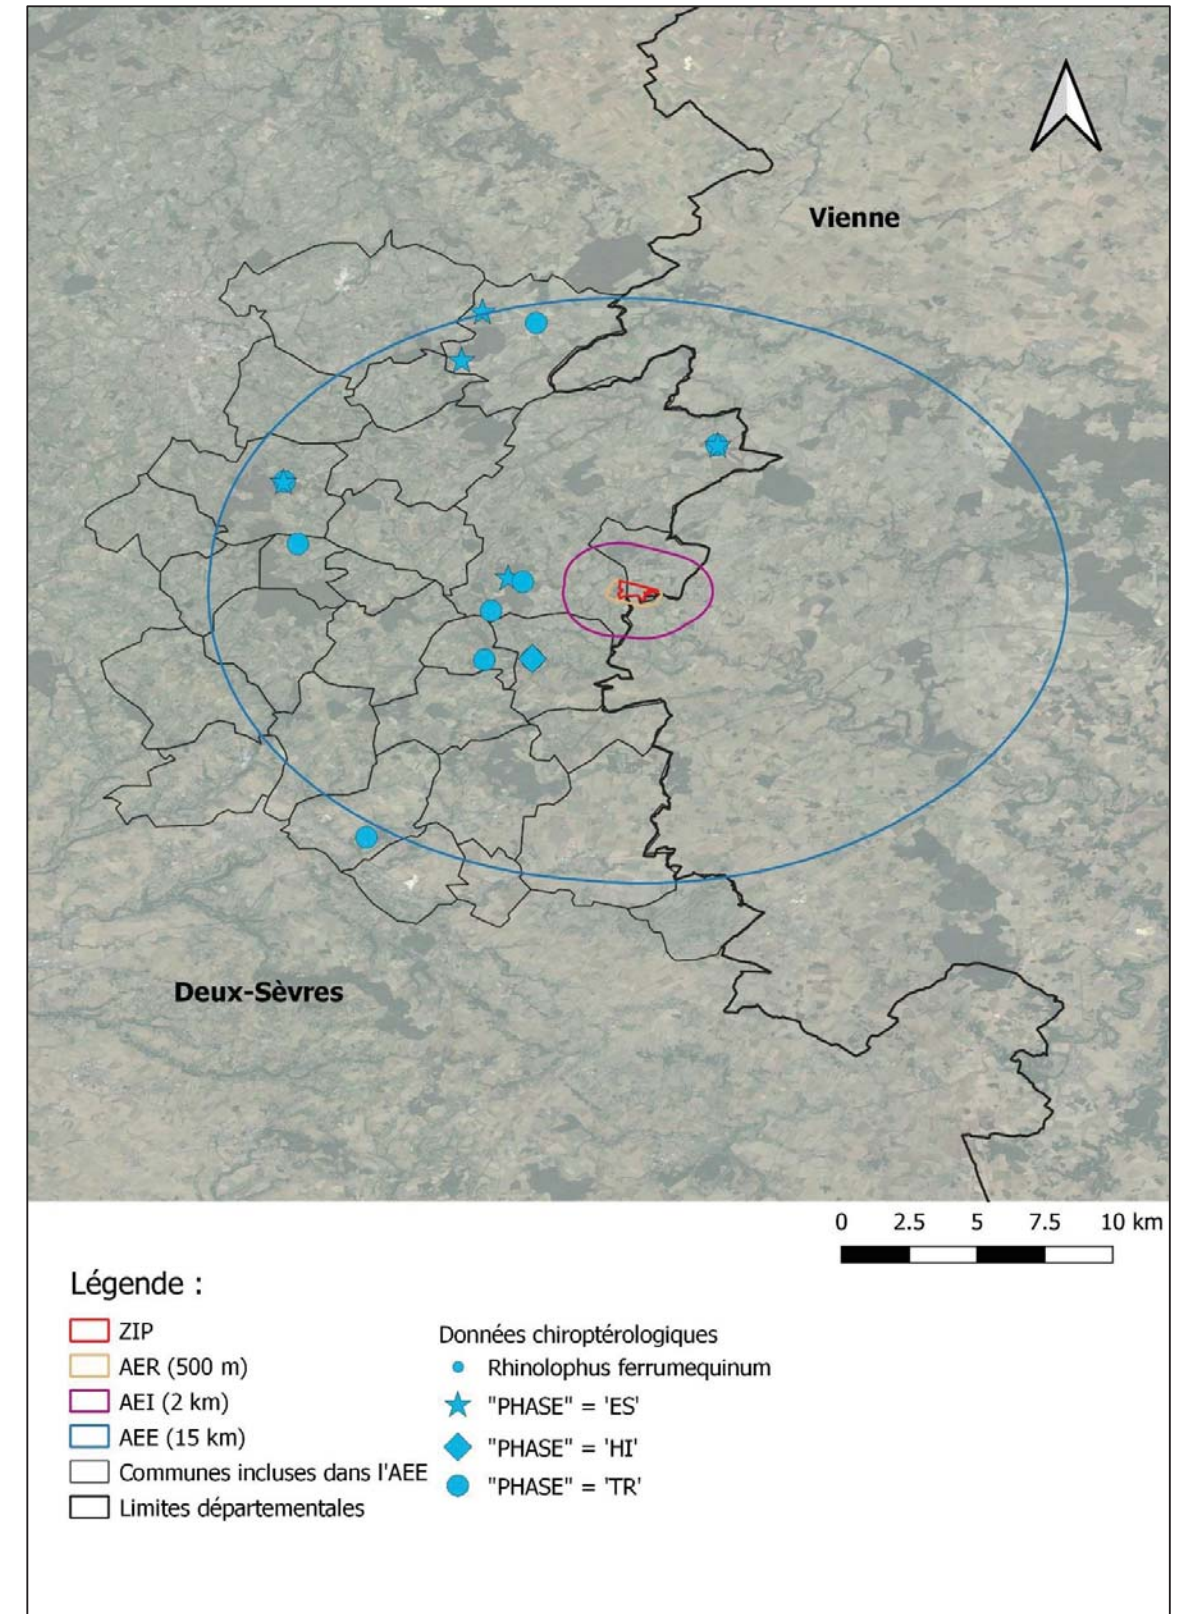 Vienne
Deux-Sèvres
0 2.5 5 7.5 10 km
Légende :
ZIP
AER (500 m)
AEI (2 km)
AEE (15 km)
Communes incluses dans l'AEE
Limites départementales
Données chiroptérologiques
Rhinolophus ferrumequinum
"PHASE" = 'ES'
"PHASE" = 'HI'
"PHASE" = 'TR'